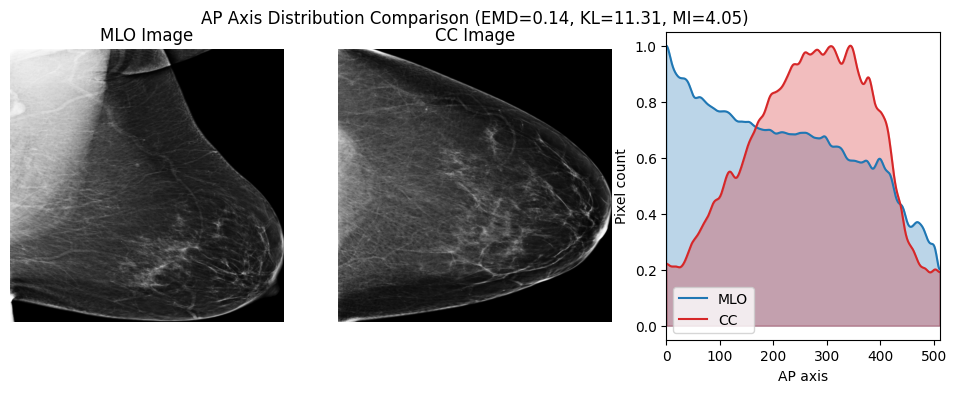 AP Axis Distribution Comparison (EMD=0.14, KL=11.31, MI=4.05)
MLO Image
CC Image
1.0
0.8
0.6
0.4
0.2
0.0
Pixel count
MLO
CC
0 100 200 300 400 500
AP axis